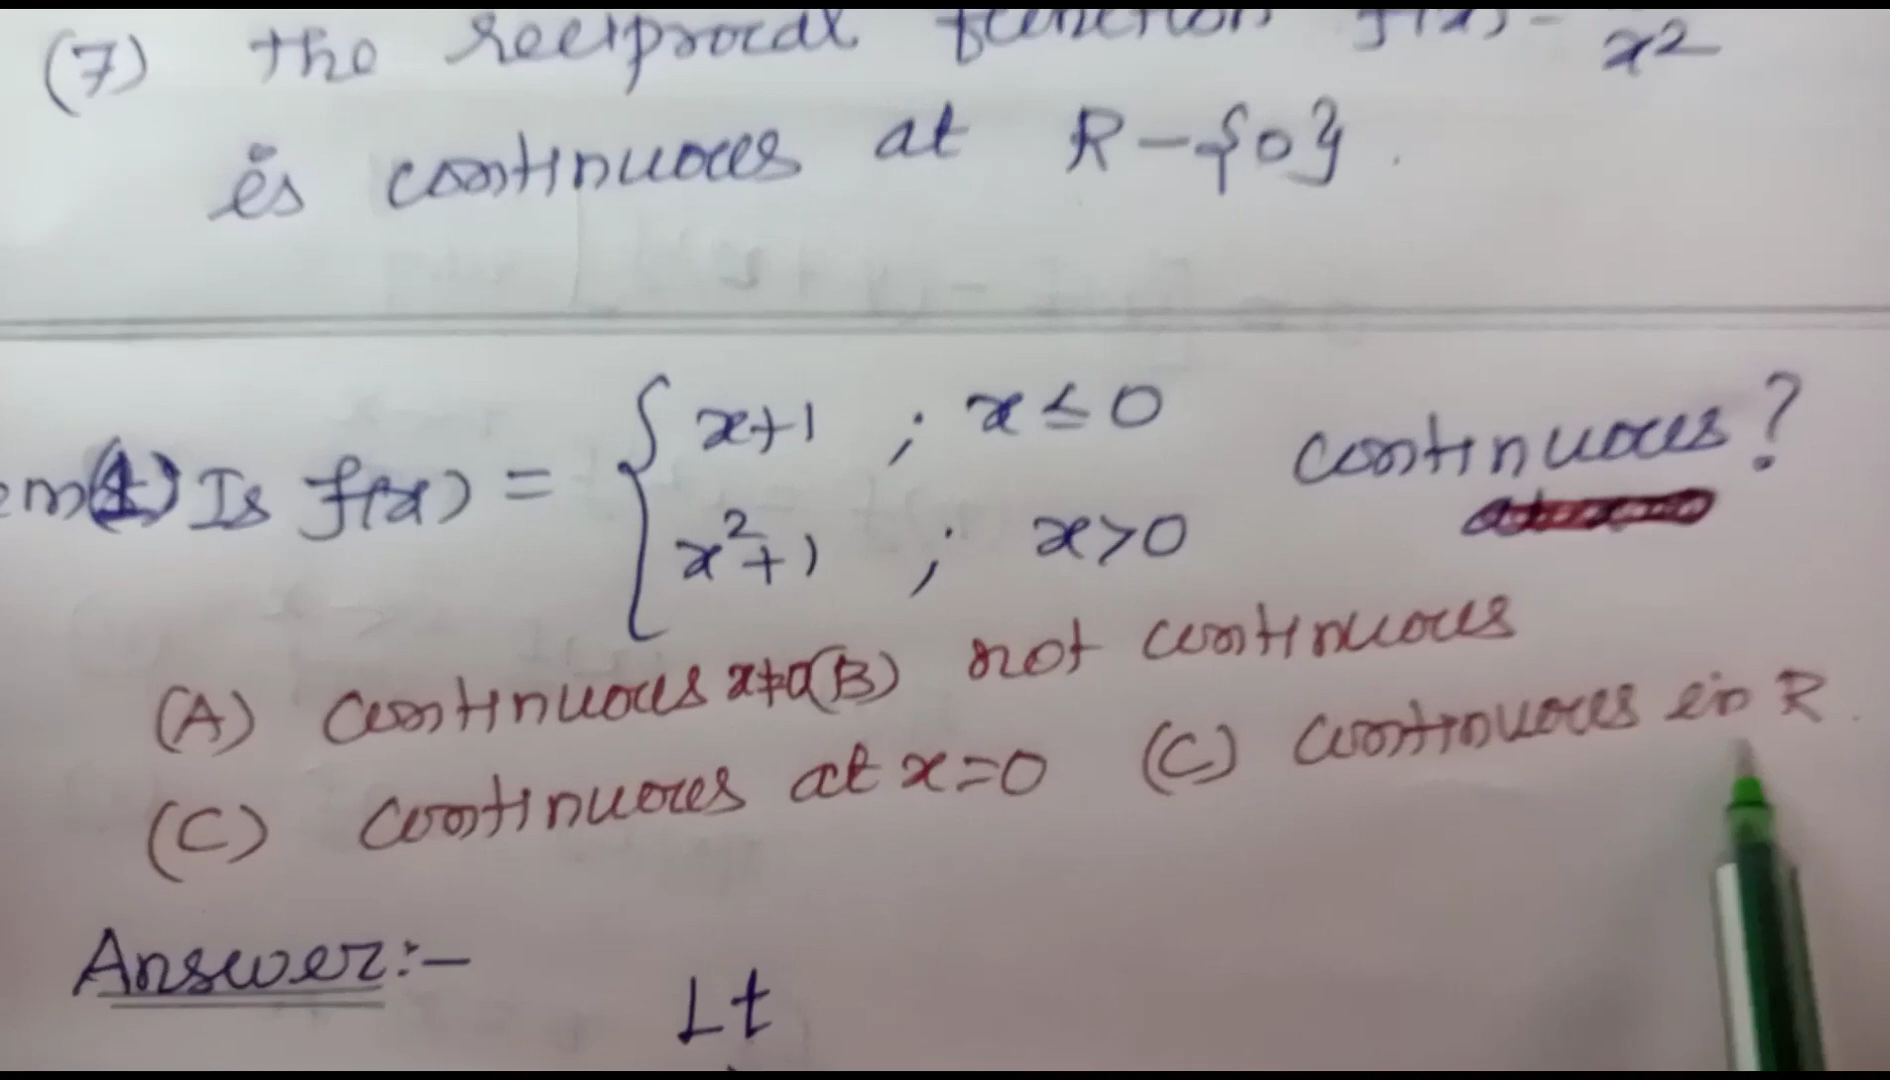 (7) the reciprocal function f(x) = x2
is continuous at R-{0}.
(1) Is f(x) = { x+1 ; x≤0 continuous?
x²+1 ; x>0
(A) continuous x≠0 (B) not continuous
(C) continuous at x=0 (C) continuous in R.
Answer:-
Lt